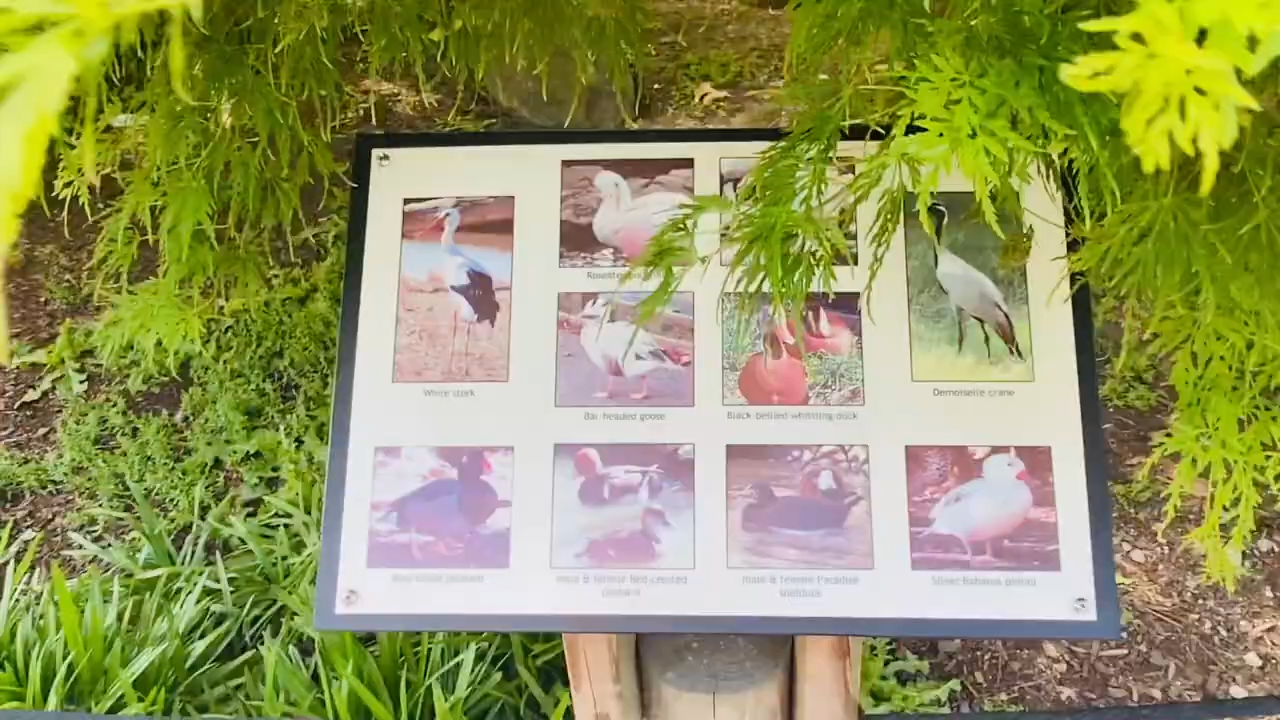 White stork
Bar-headed goose
Black-bellied whistling duck
Demoiselle crane
male & female Red-crested
pochard
male & female Paradise
shelduck
Silver Bahama pintail